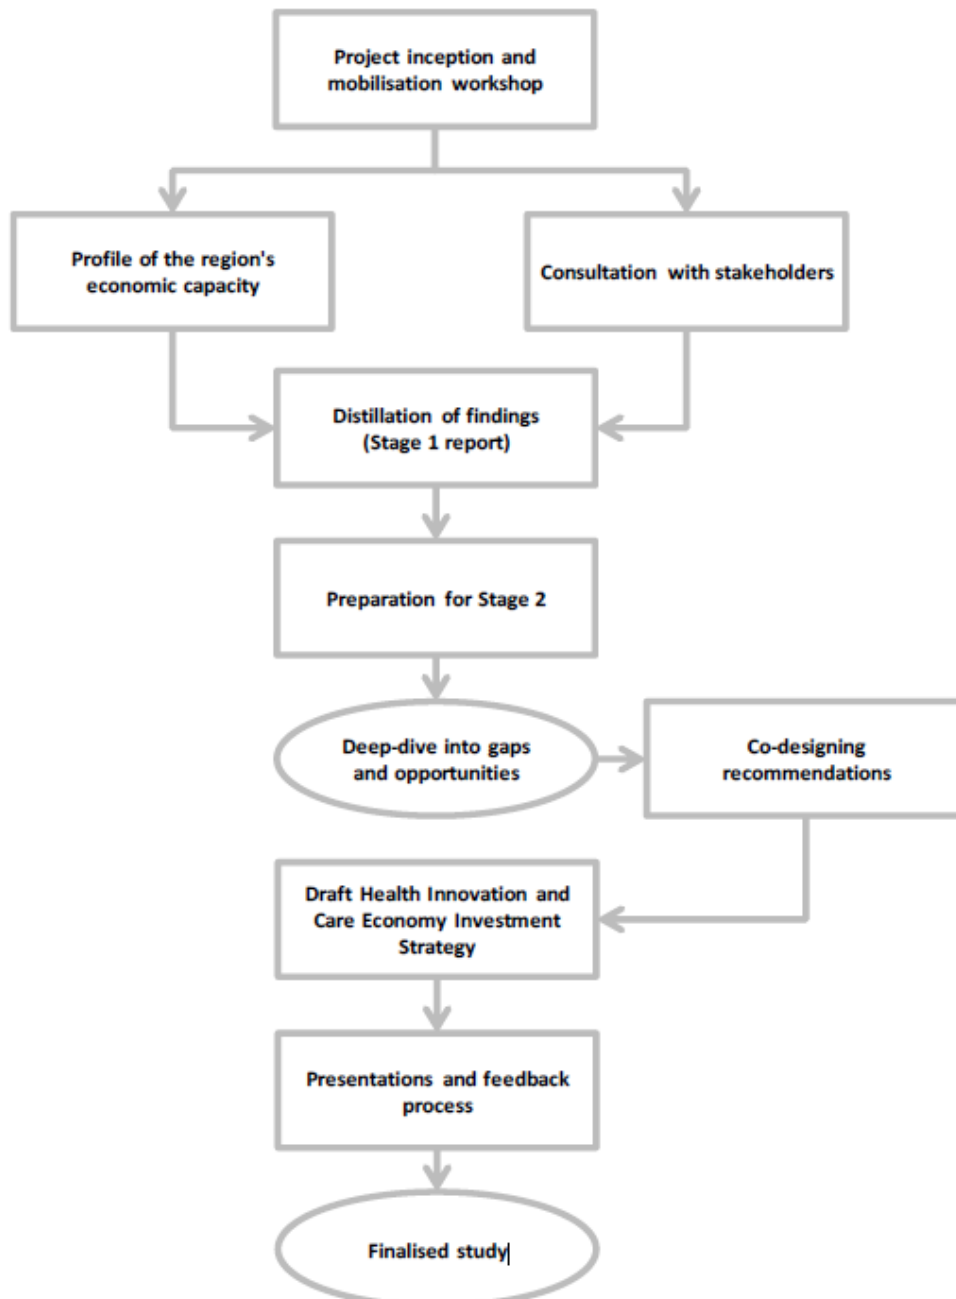 Project inception and
mobilisation workshop
Profile of the region's
economic capacity
Consultation with stakeholders
Distillation of findings
(Stage 1 report)
Preparation for Stage 2
Deep-dive into gaps
and opportunities
Co-designing
recommendations
Draft Health Innovation and
Care Economy Investment
Strategy
Presentations and feedback
process
Finalised study